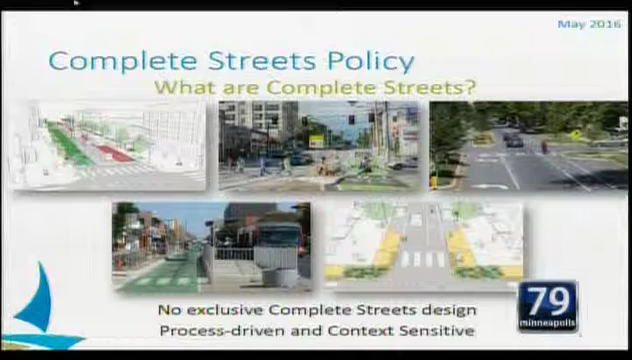 May 2016
Complete Streets Policy
What are Complete Streets?
No exclusive Complete Streets design
Process-driven and Context Sensitive
79
minneapolis